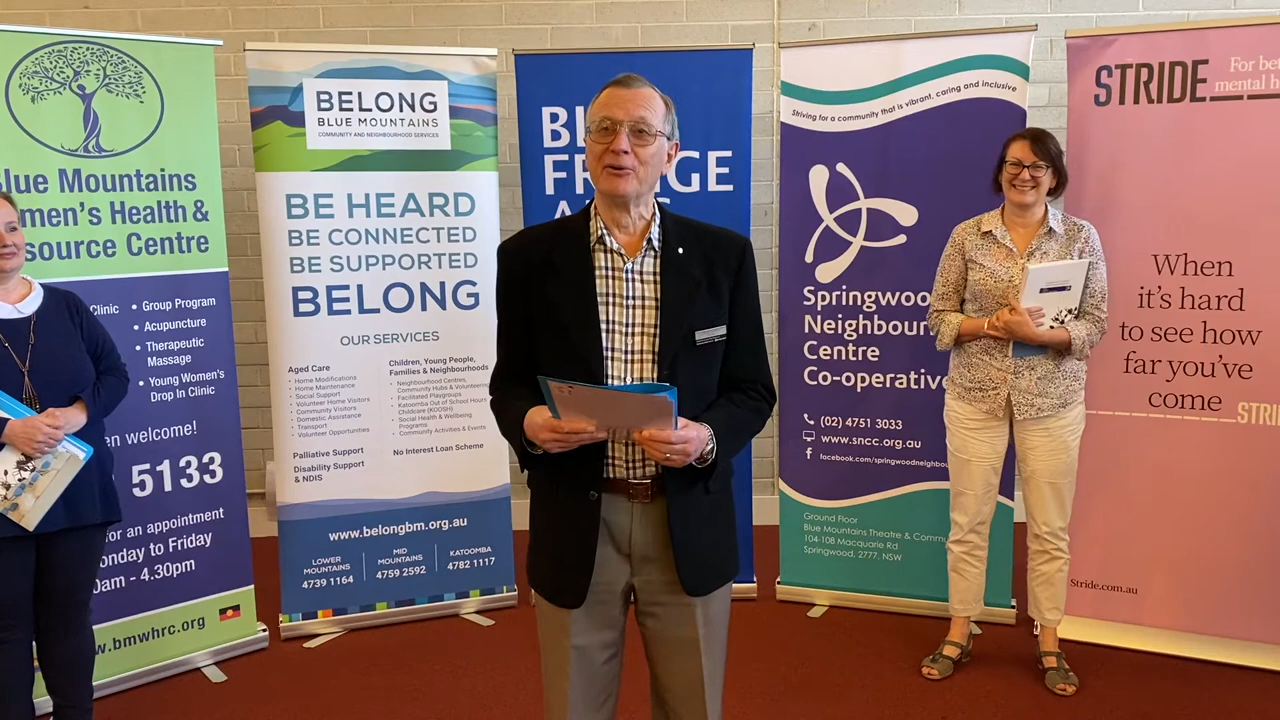 lue Mountains
men's Health &
source Centre
Clinic
• Group Program
• Acupuncture
• Therapeutic
Massage
• Young Women's
Drop In Clinic
en welcome!
5133
for an appointment
onday to Friday
0am - 4.30pm
w.bmwhrc.org
BELONG
BLUE MOUNTAINS
COMMUNITY AND NEIGHBOURHOOD SERVICES
BE HEARD
BE CONNECTED
BE SUPPORTED
BELONG
OUR SERVICES
Aged Care
• Home Modifications
• Home Maintenance
• Social Support
• Volunteer Home Visitors
• Community Visitors
• Domestic Assistance
• Transport
• Volunteer Opportunities
Palliative Support
Disability Support
& NDIS
Children, Young People,
Families & Neighbourhoods
• Neighbourhood Centres,
Community Hubs & Volunteering
• Facilitated Playgroups
• Katoomba Out of School Hours
Childcare (KOOSH)
• Social Health & Wellbeing
Programs
• Community Activities & Events
No Interest Loan Scheme
www.belongbm.org.au
LOWER
MOUNTAINS
4739 1164
MID
MOUNTAINS
4759 2592
KATOOMBA
4782 1117
FR GE
Striving for a community that is vibrant, caring and inclusive
Springwoo
Neighbour
Centre
Co-operative
(02) 4751 3033
www.sncc.org.au
facebook.com/springwoodneighbou
Ground Floor
Blue Mountains Theatre & Commu
104-108 Macquarie Rd
Springwood, 2777, NSW
STRIDE
For bet
mental h
When
it's hard
to see how
far you've
come
STRI
Stride.com.au